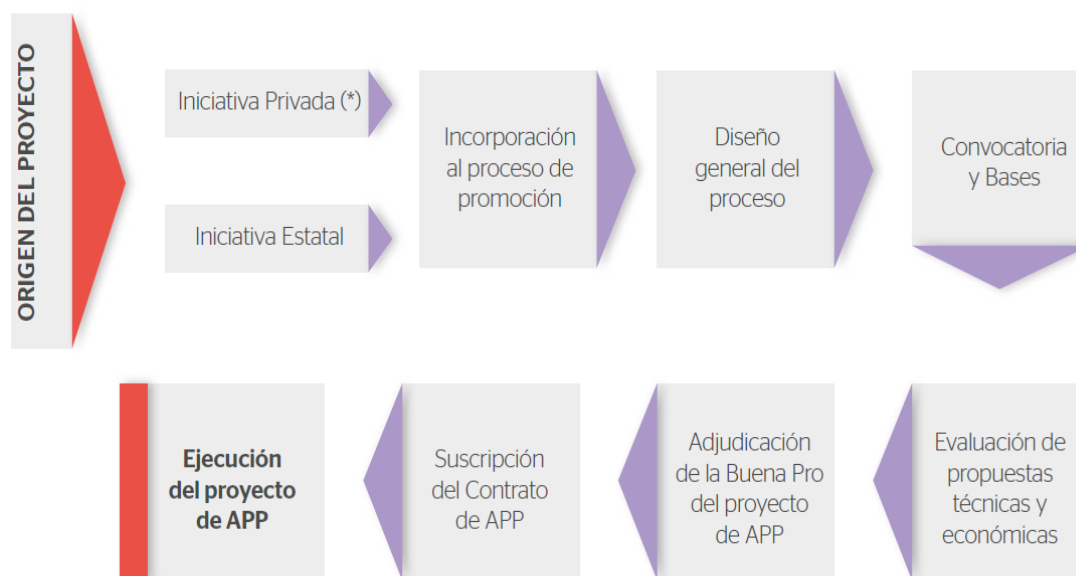 ORIGEN DEL PROYECTO
Iniciativa Privada (*)
Iniciativa Estatal
Incorporación
al proceso de
promoción
Diseño
general del
proceso
Convocatoria
y Bases
Evaluación de
propuestas
técnicas y
económicas
Adjudicación
de la Buena Pro
del proyecto
de APP
Suscripción
del Contrato
de APP
Ejecución
del proyecto
de APP